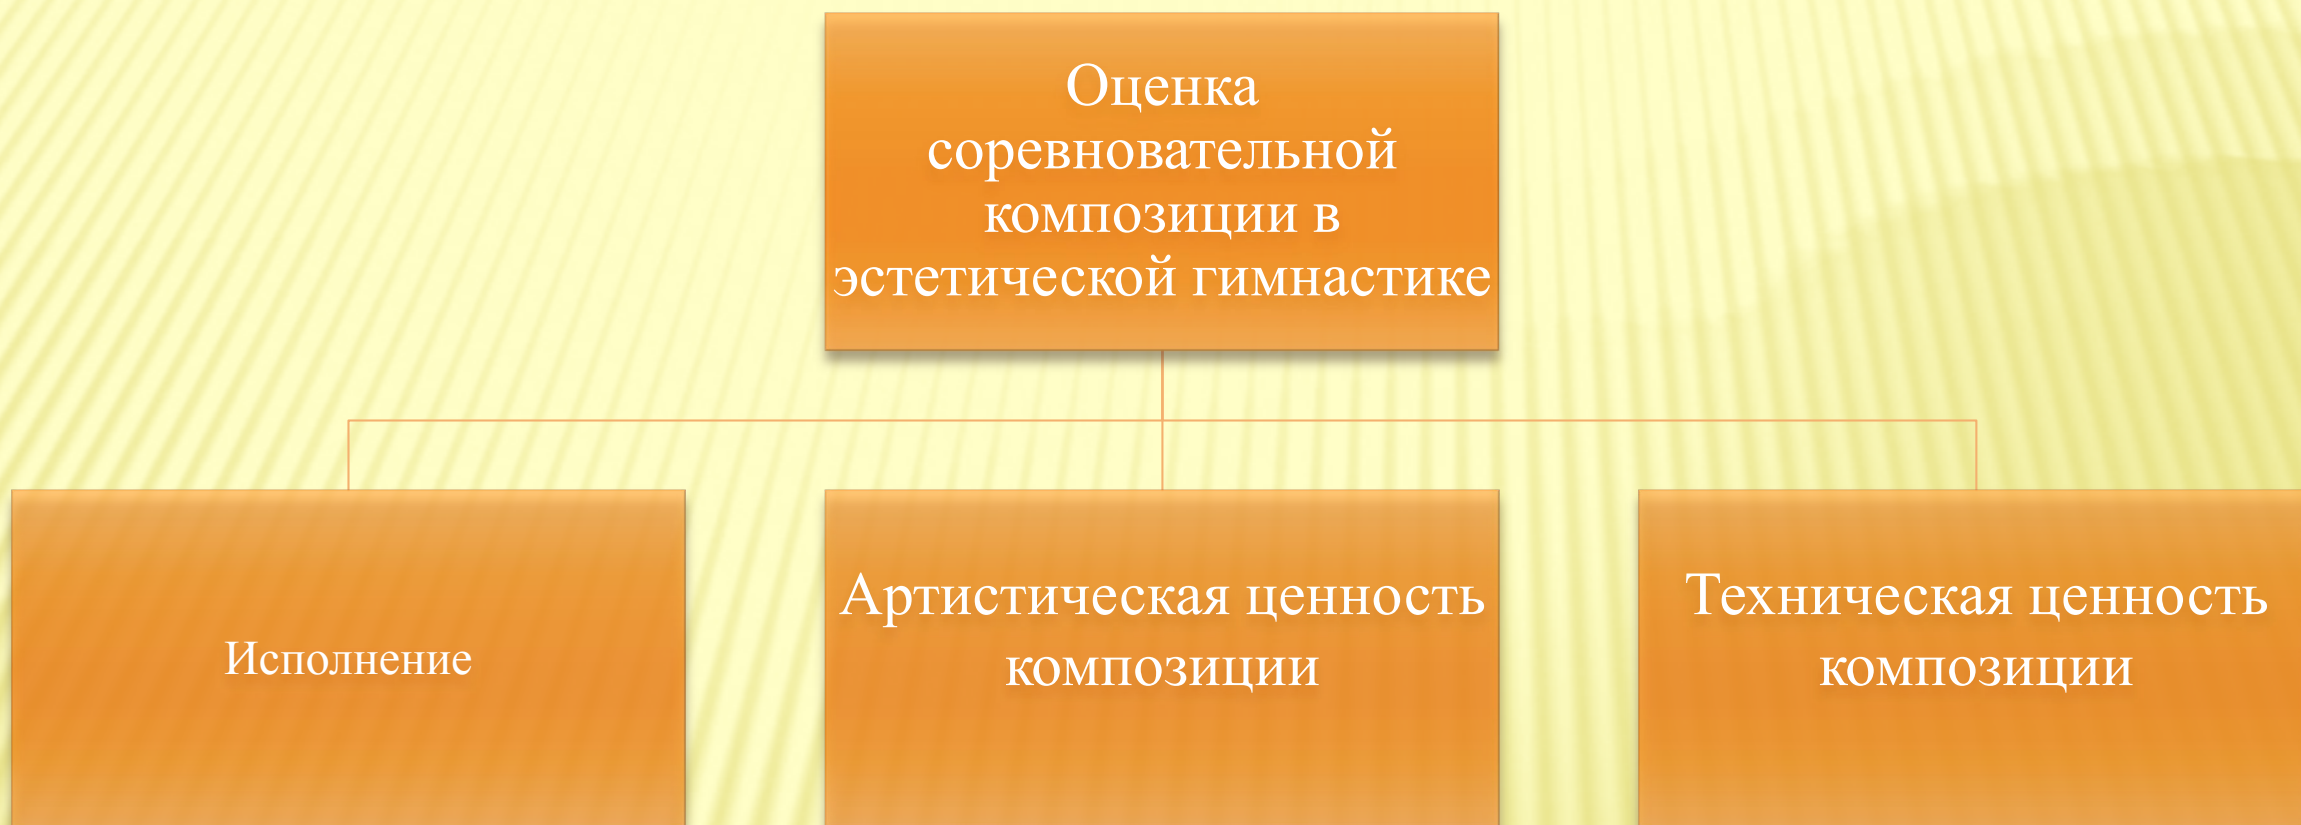 Оценка
соревновательной
композиции в
эстетической гимнастике
Исполнение
Артистическая ценность
композиции
Техническая ценность
композиции